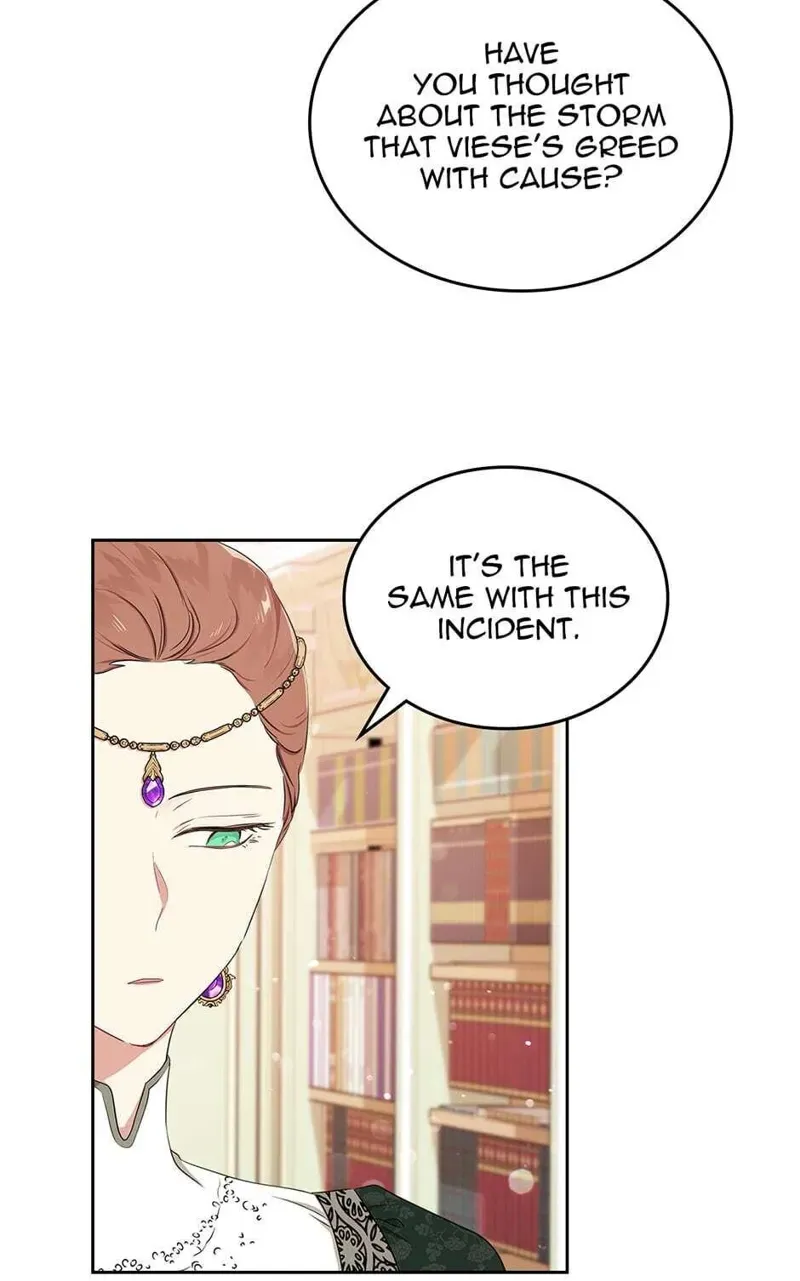 HAVE
YOU THOUGHT
ABOUT THE STORM
THAT VIESE'S GREED
WITH CAUSE?
IT'S THE
SAME WITH THIS
INCIDENT.